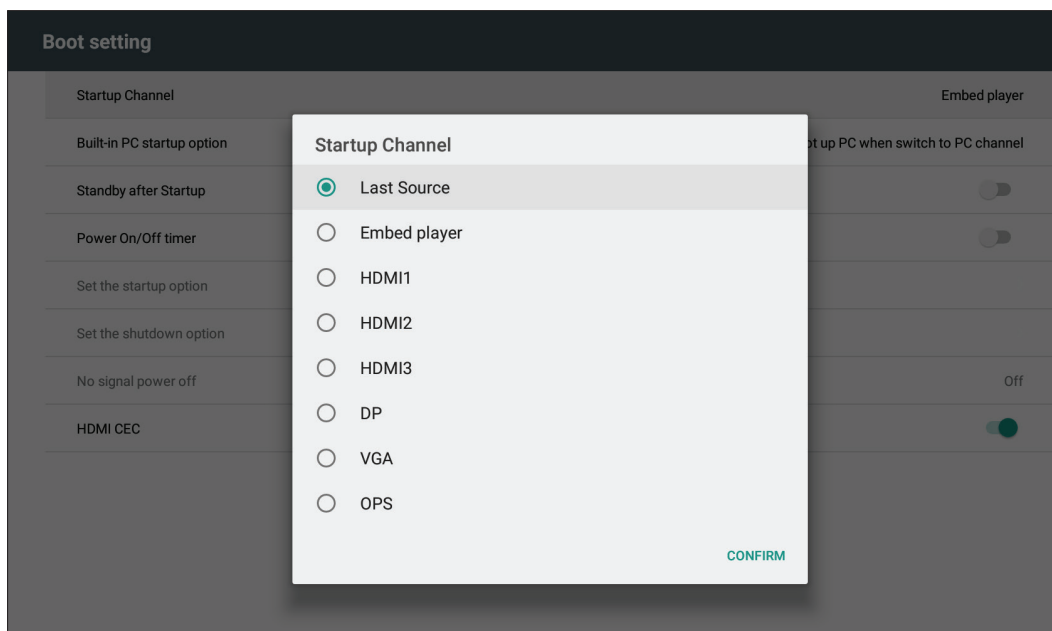 Boot setting
Startup Channel Embed player
Built-in PC startup option up PC when switch to PC channel
Standby after Startup
Power On/Off timer
Set the startup option
Set the shutdown option
No signal power off Off
HDMI CEC
Startup Channel
Last Source
Embed player
HDMI1
HDMI2
HDMI3
DP
VGA
OPS
CONFIRM